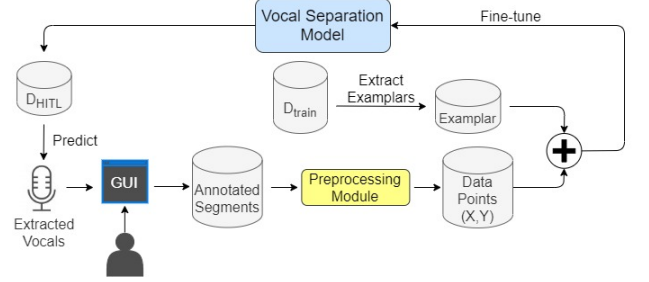 Vocal Separation
Model
Fine-tune
D_HITL
Predict
Extracted
Vocals
GUI
Annotated
Segments
D_train
Extract
Examplars
Examplar
Preprocessing
Module
Data
Points
(X,Y)